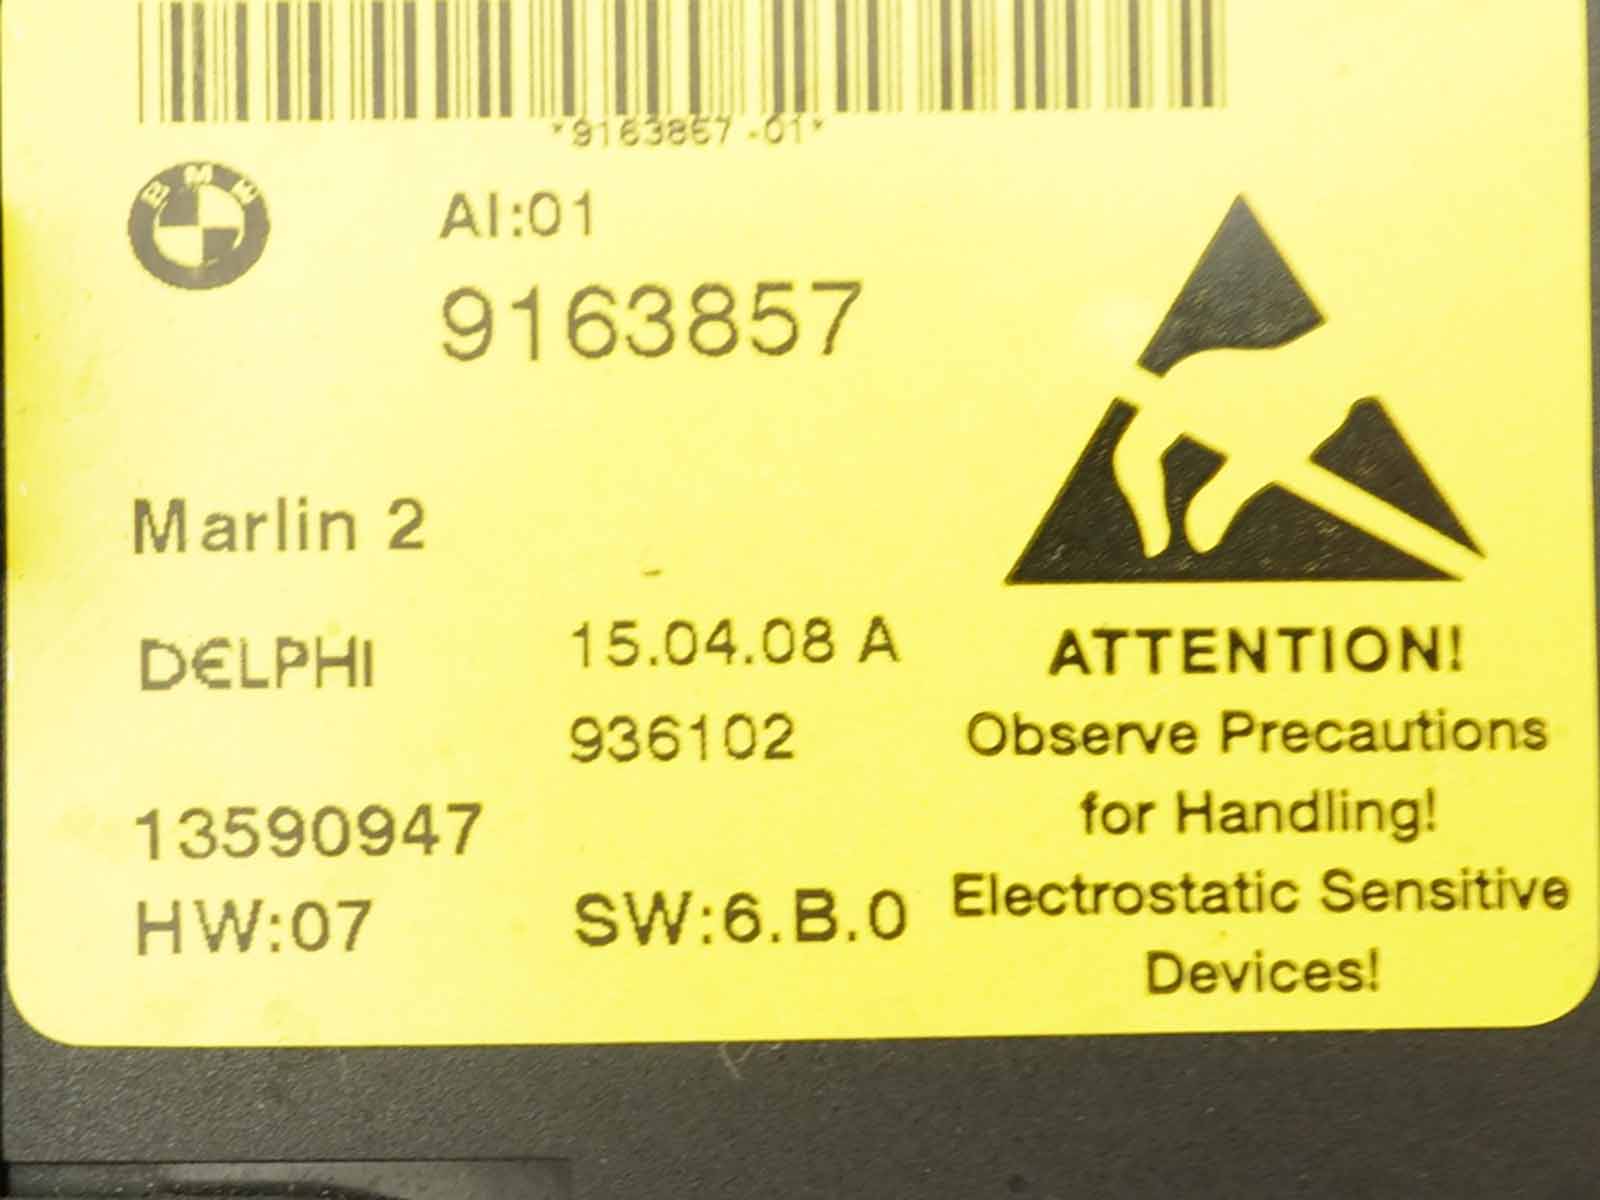 *9163857-01*
BMW
AI:01
9163857
Marlin 2
DELPHI
15.04.08 A
936102
13590947
HW:07
SW:6.B.0
ATTENTION!
Observe Precautions
for Handling!
Electrostatic Sensitive
Devices!